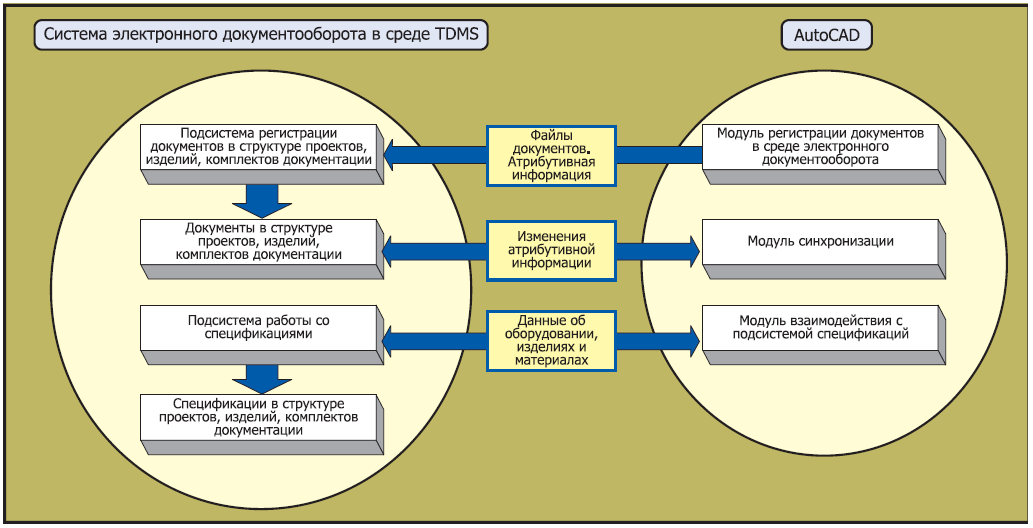 Система электронного документооборота в среде TDMS
AutoCAD
Подсистема регистрации
документов в структуре проектов,
изделий, комплектов документации
Файлы
документов.
Атрибутивная
информация
Модуль регистрации документов
в среде электронного
документооборота
Документы в структуре
проектов, изделий,
комплектов документации
Изменения
атрибутивной
информации
Модуль синхронизации
Подсистема работы со
спецификациями
Данные об
оборудовании,
изделиях и
материалах
Модуль взаимодействия с
подсистемой спецификаций
Спецификации в структуре
проектов, изделий, комплектов
документации